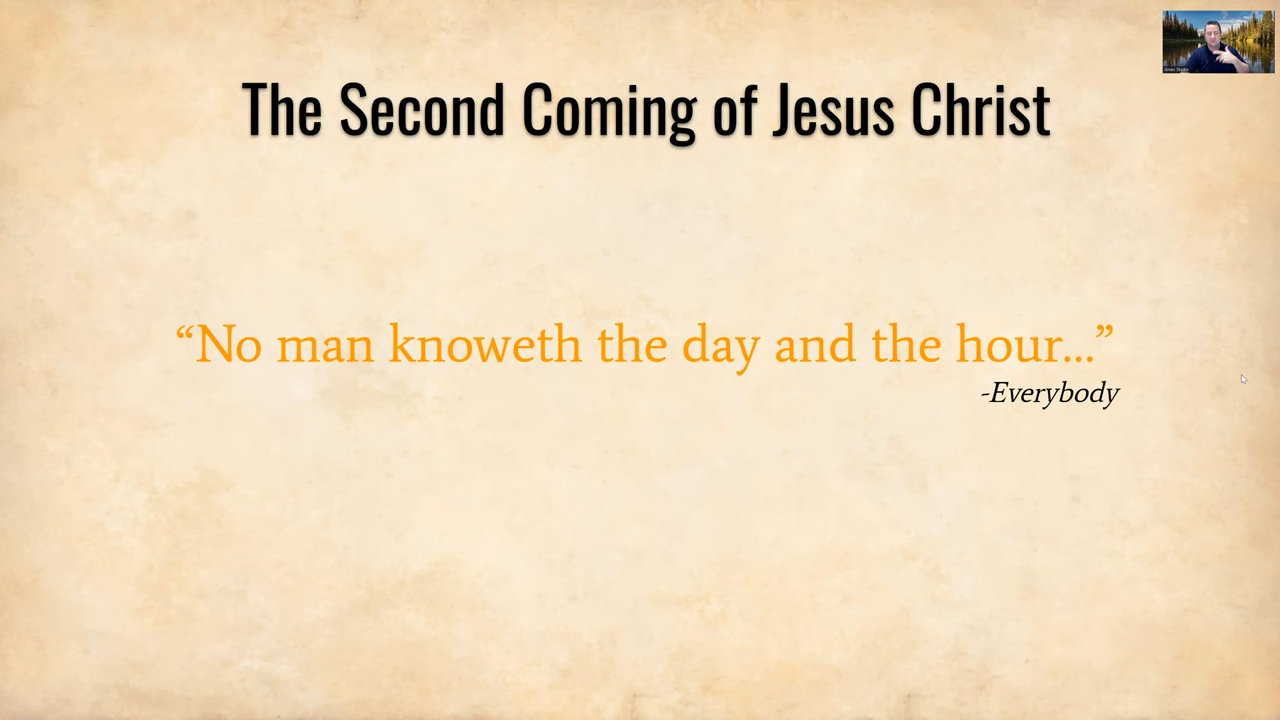 The Second Coming of Jesus Christ
“No man knoweth the day and the hour...”
-Everybody